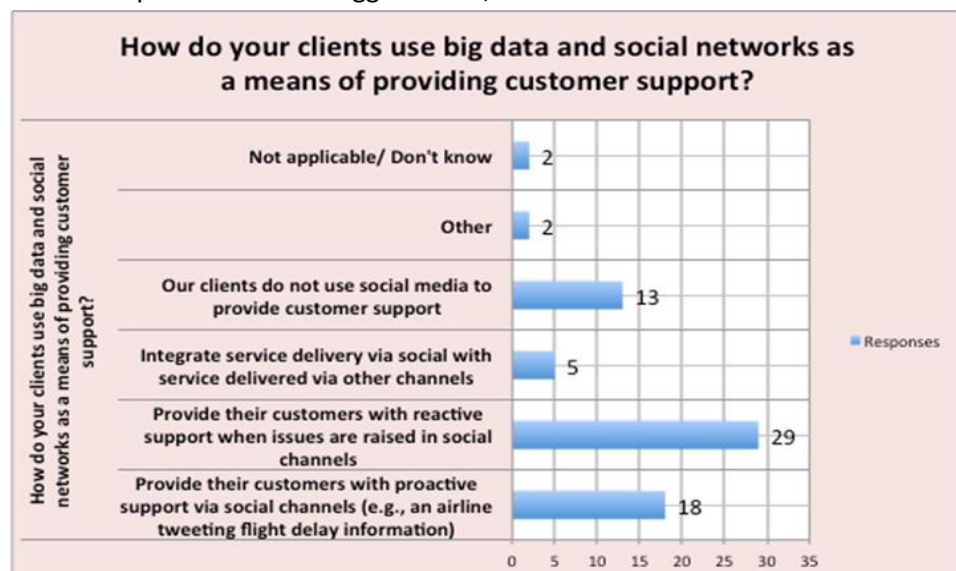 How do your clients use big data and social networks as
a means of providing customer support?
How do your clients use big data and social
networks as a means of providing customer
support?
Not applicable/ Don't know
2
Other
2
Our clients do not use social media to
provide customer support
13
Integrate service delivery via social with
service delivered via other channels
5
Provide their customers with reactive
support when issues are raised in social
channels
29
Provide their customers with proactive
support via social channels (e.g., an airline
tweeting flight delay information)
18
0 5 10 15 20 25 30 35
Responses